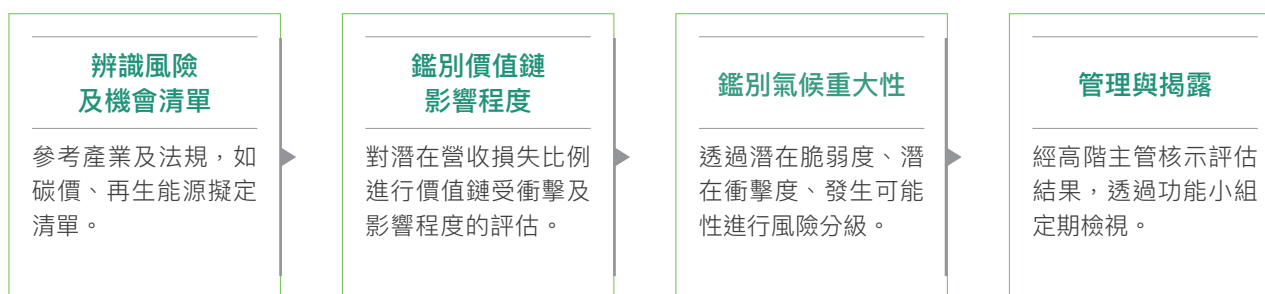 辨識風險
及機會清單
參考產業及法規，如
碳價、再生能源擬定
清單。
鑑別價值鏈
影響程度
對潛在營收損失比例
進行價值鏈受衝擊及
影響程度的評估。
鑑別氣候重大性
透過潛在脆弱度、潛
在衝擊度、發生可能
性進行風險分級。
管理與揭露
經高階主管核示評估
結果，透過功能小組
定期檢視。